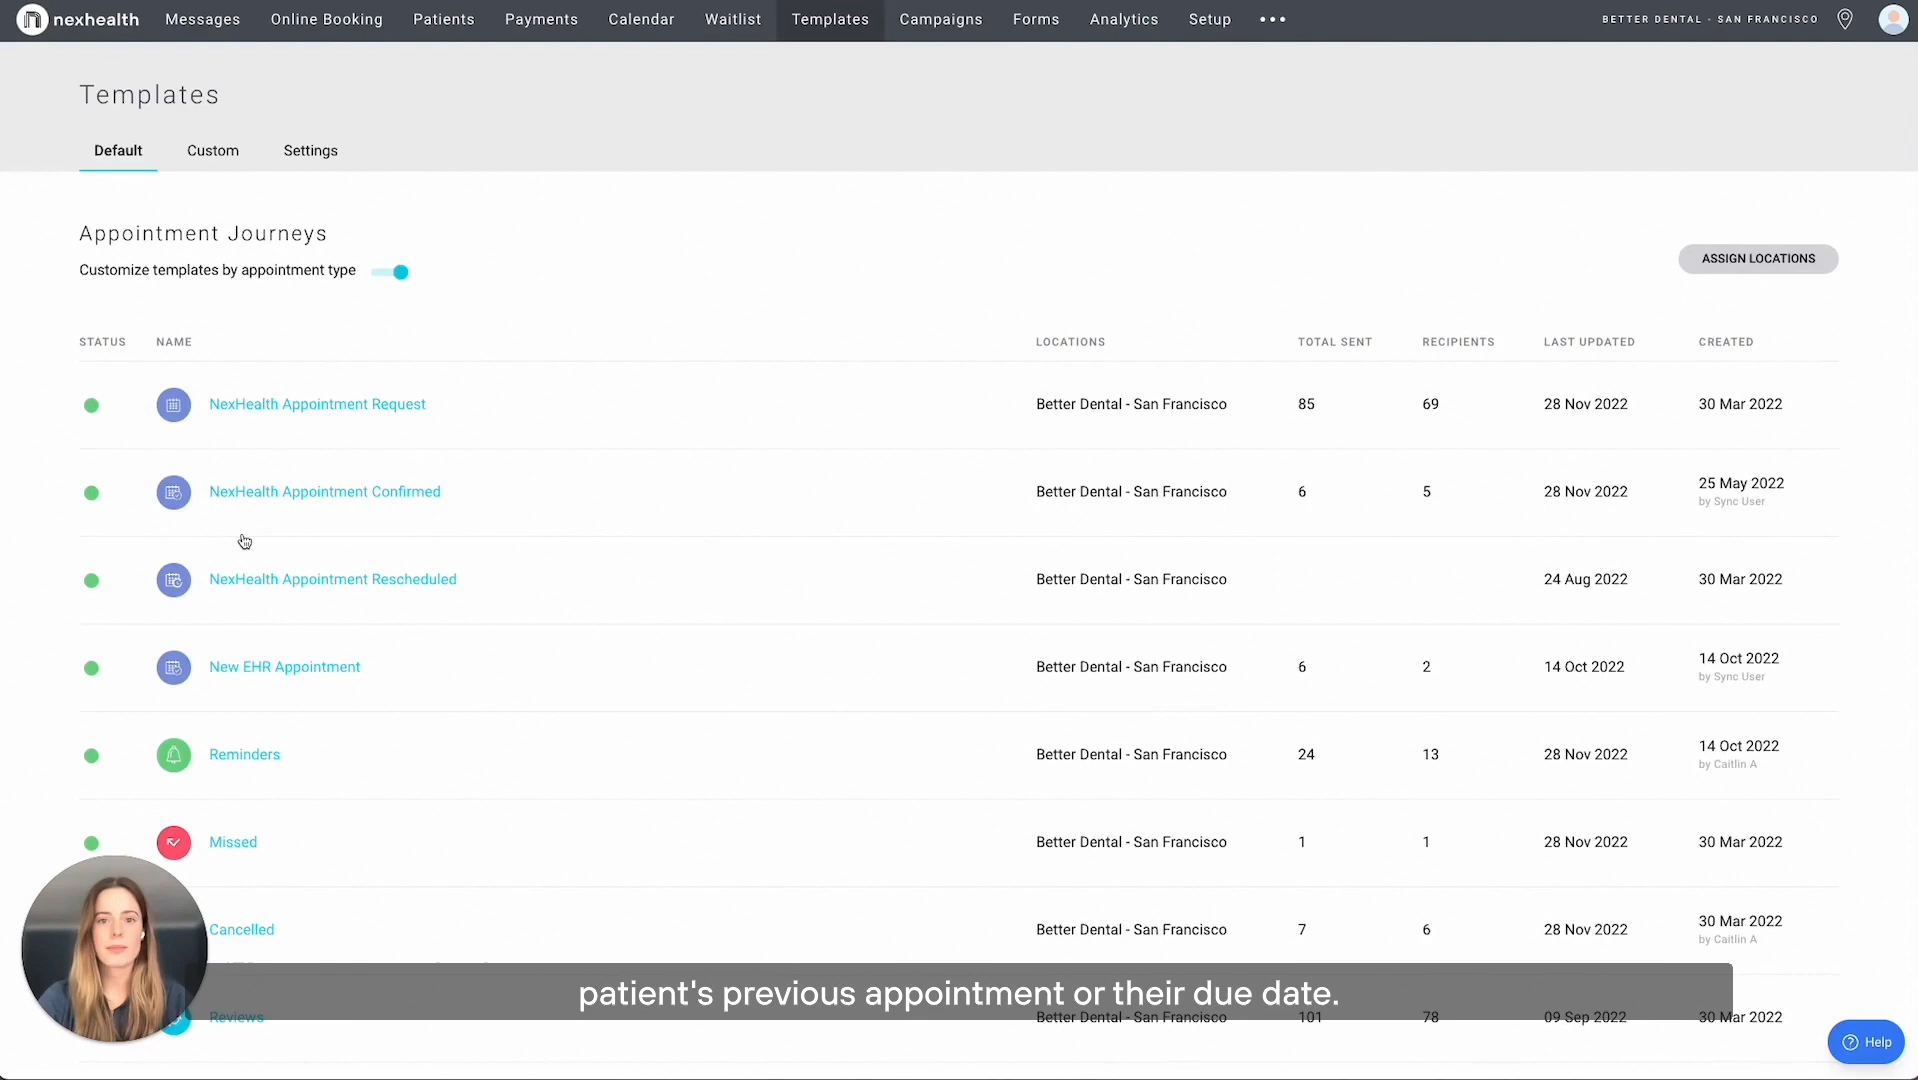 nexhealth Messages Online Booking Patients Payments Calendar Waitlist Templates Campaigns Forms Analytics Setup BETTER DENTAL - SAN FRANCISCO
Templates
Default Custom Settings
Appointment Journeys
Customize templates by appointment type
ASSIGN LOCATIONS
STATUS NAME LOCATIONS TOTAL SENT RECIPIENTS LAST UPDATED CREATED
NexHealth Appointment Request Better Dental - San Francisco 85 69 28 Nov 2022 30 Mar 2022
NexHealth Appointment Confirmed Better Dental - San Francisco 6 5 28 Nov 2022 25 May 2022
by Sync User
NexHealth Appointment Rescheduled Better Dental - San Francisco 24 Aug 2022 30 Mar 2022
New EHR Appointment Better Dental - San Francisco 6 2 14 Oct 2022 14 Oct 2022
by Sync User
Reminders Better Dental - San Francisco 24 13 28 Nov 2022 14 Oct 2022
by Caitlin A
Missed Better Dental - San Francisco 1 1 28 Nov 2022 30 Mar 2022
Cancelled Better Dental - San Francisco 7 6 28 Nov 2022 30 Mar 2022
by Caitlin A
patient's previous appointment or their due date.
Reviews Better Dental - San Francisco 101 78 09 Sep 2022 30 Mar 2022
Help